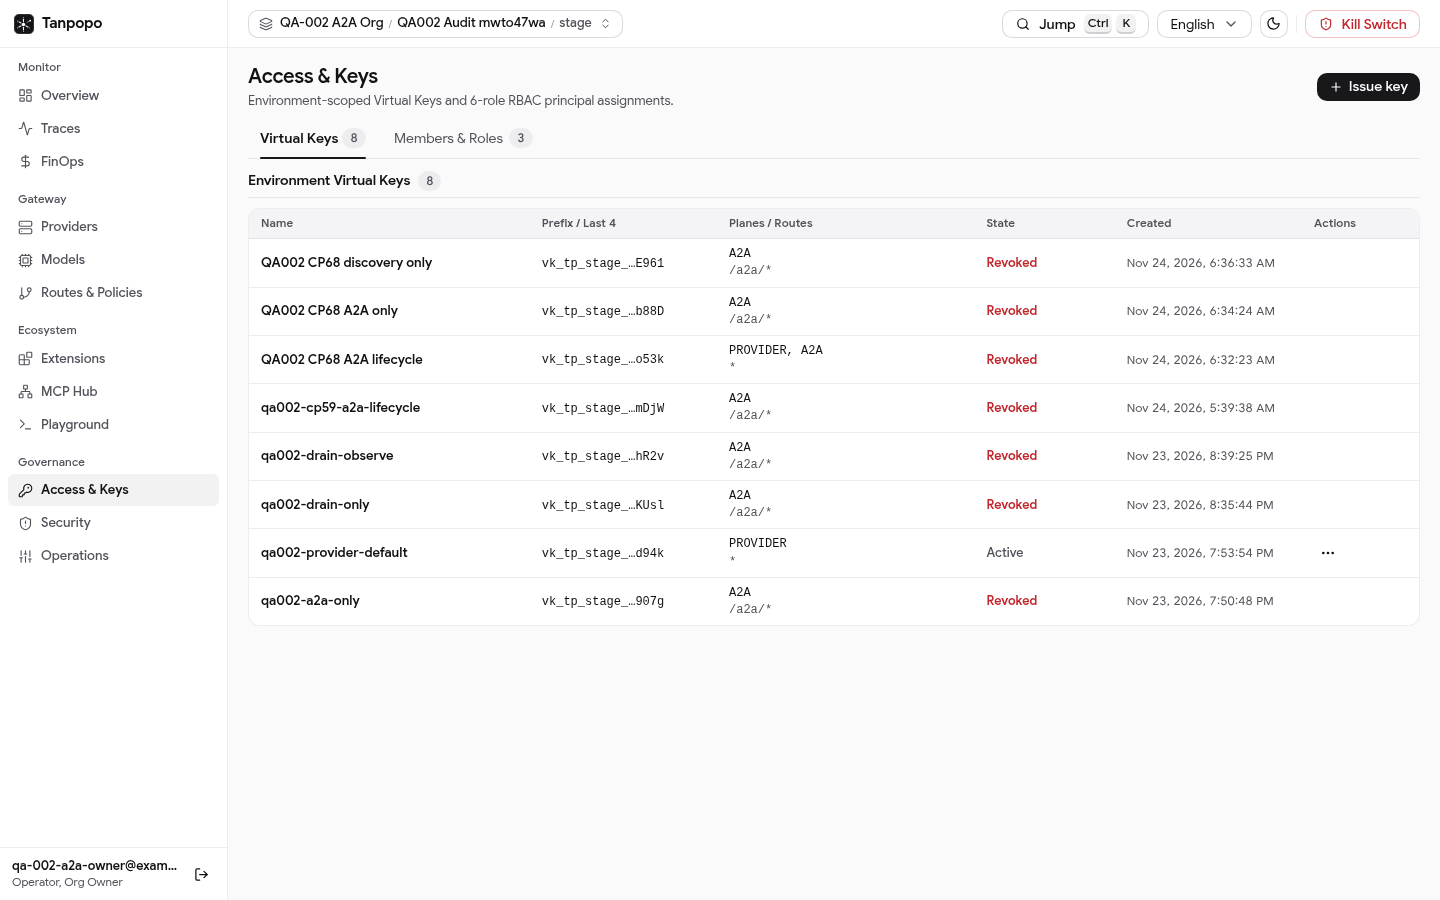 Tanpopo
QA-002 A2A Org / QA002 Audit mwto47wa / stage
Jump Ctrl K
English
Kill Switch
Monitor
Overview
Traces
FinOps
Gateway
Providers
Models
Routes & Policies
Ecosystem
Extensions
MCP Hub
Playground
Governance
Access & Keys
Security
Operations
qa-002-a2a-owner@exam...
Operator, Org Owner
Access & Keys
Environment-scoped Virtual Keys and 6-role RBAC principal assignments.
+ Issue key
Virtual Keys 8
Members & Roles 3
Environment Virtual Keys 8
Name Prefix / Last 4 Planes / Routes State Created Actions
QA002 CP68 discovery only vk_tp_stage_…E961 A2A Revoked Nov 24, 2026, 6:36:33 AM
/a2a/*
QA002 CP68 A2A only vk_tp_stage_…b88D A2A Revoked Nov 24, 2026, 6:34:24 AM
/a2a/*
QA002 CP68 A2A lifecycle vk_tp_stage_…o53k PROVIDER, A2A Revoked Nov 24, 2026, 6:32:23 AM
*
qa002-cp59-a2a-lifecycle vk_tp_stage_…mDjW A2A Revoked Nov 24, 2026, 5:39:38 AM
/a2a/*
qa002-drain-observe vk_tp_stage_…hR2v A2A Revoked Nov 23, 2026, 8:39:25 PM
/a2a/*
qa002-drain-only vk_tp_stage_…KUsl A2A Revoked Nov 23, 2026, 8:35:44 PM
/a2a/*
qa002-provider-default vk_tp_stage_…d94k PROVIDER Active Nov 23, 2026, 7:53:54 PM
*
qa002-a2a-only vk_tp_stage_…907g A2A Revoked Nov 23, 2026, 7:50:48 PM
/a2a/*